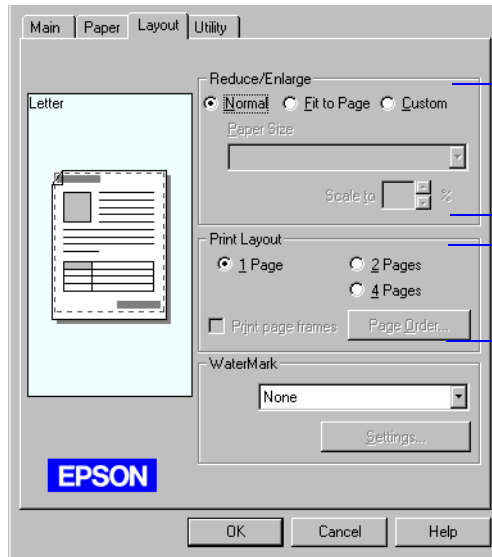 Main Paper Layout Utility
Letter
Reduce/Enlarge
Normal Fit to Page Custom
Paper Size
Scale to %
Print Layout
1 Page 2 Pages
4 Pages
Print page frames Page Order...
WaterMark
None
Settings...
EPSON
OK Cancel Help